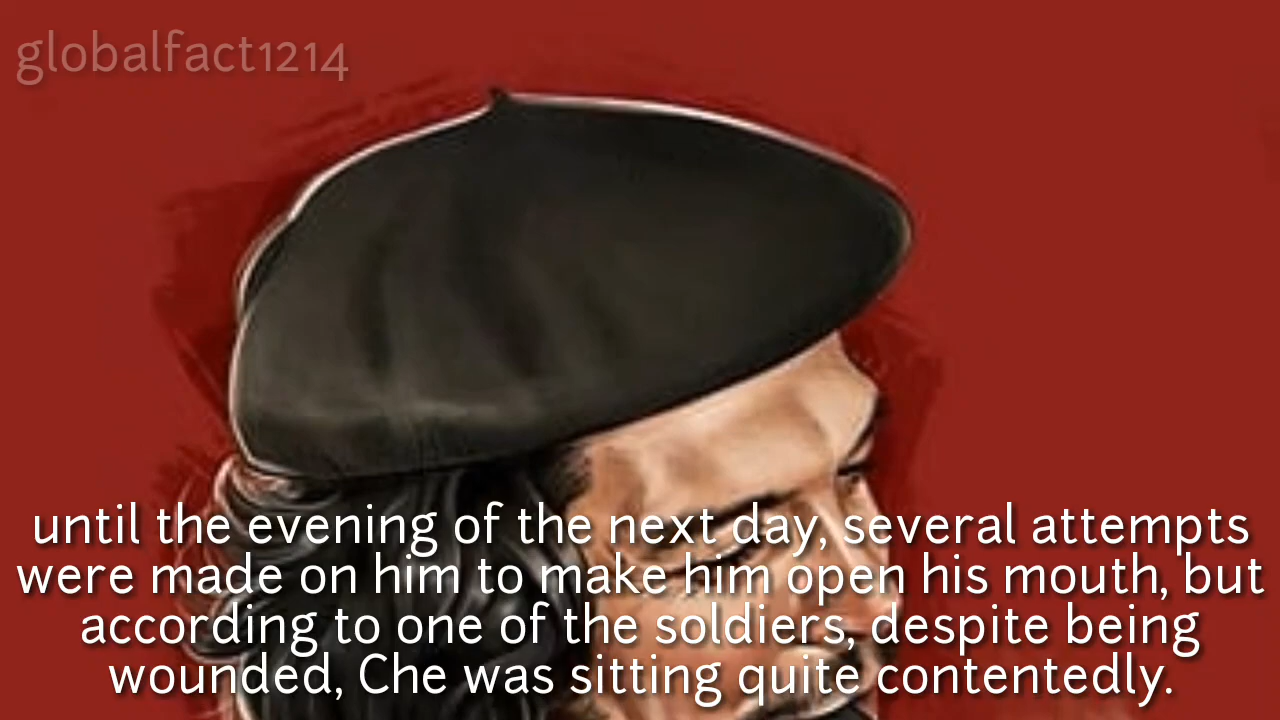 globalfact1214
until the evening of the next day, several attempts
were made on him to make him open his mouth, but
according to one of the soldiers, despite being
wounded, Che was sitting quite contentedly.